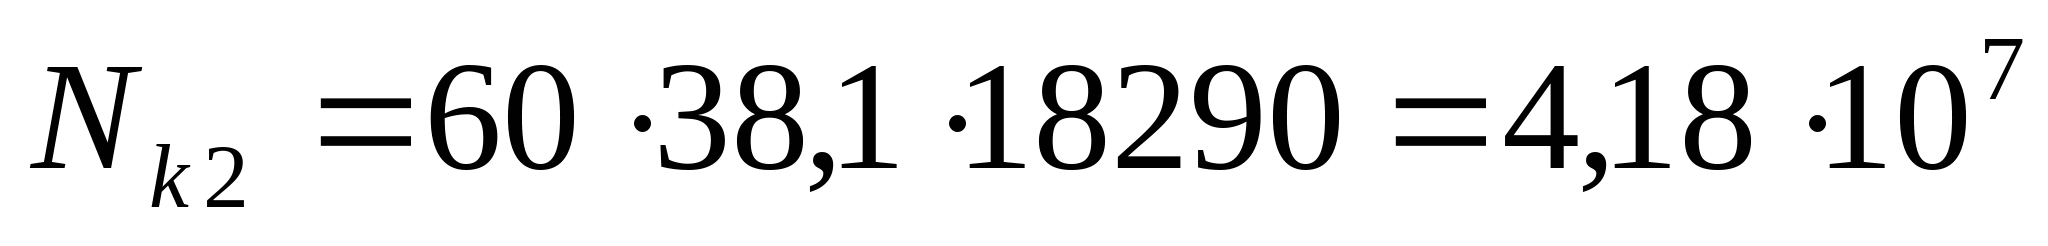 N_{k2} = 60 · 38,1 · 18290 = 4,18 · 10^7